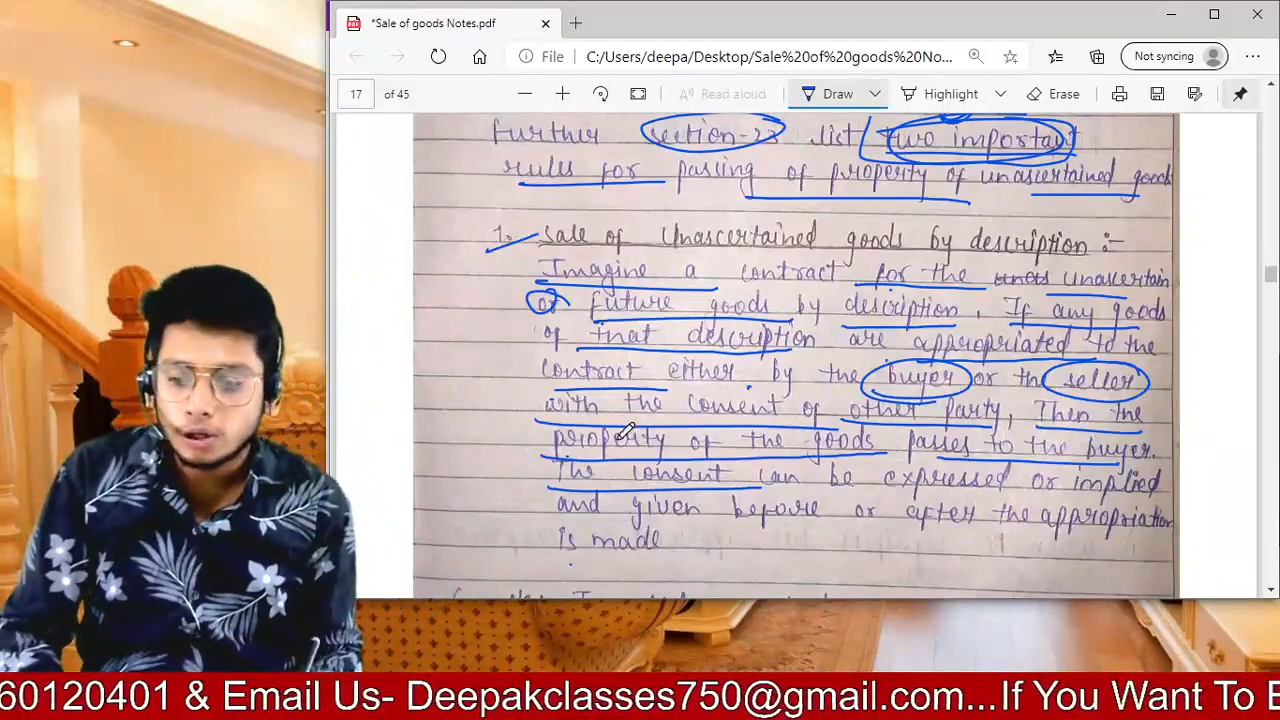 *Sale of goods Notes.pdf
File
C:/Users/deepa/Desktop/Sale%20of%20goods%20No...
Not syncing
17 of 45
Read aloud
Draw
Highlight
Erase
Further section-23 list two important
rules for passing of property of unascertained goods
1. Sale of Unascertained goods by description :-
Imagine a contract for the unascertain
or future goods by description. If any goods
of that description are appropriated to the
contract either by the buyer or the seller
with the consent of other party, Then the
property of the goods passes to the buyer.
The consent can be expressed or implied
and given before or after the appropriation
is made
60120401 & Email Us- Deepakclasses750@gmail.com...If You Want To B